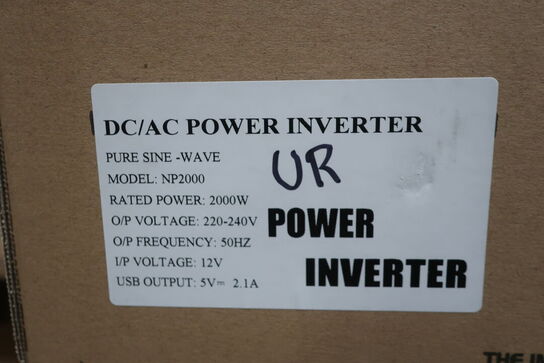 DC/AC POWER INVERTER
PURE SINE -WAVE
MODEL: NP2000
RATED POWER: 2000W
O/P VOLTAGE: 220-240V
O/P FREQUENCY: 50HZ
I/P VOLTAGE: 12V
USB OUTPUT: 5V⎓ 2.1A
UR
POWER
INVERTER
THE